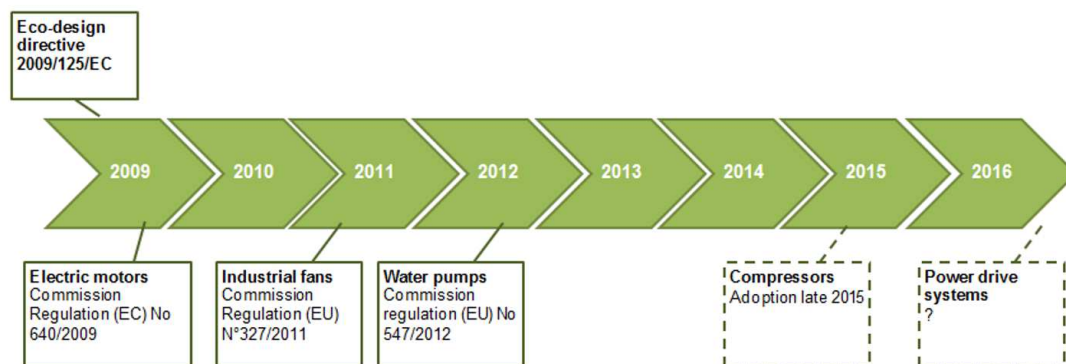 Eco-design
directive
2009/125/EC
2009
2010
2011
2012
2013
2014
2015
2016
Electric motors
Commission
Regulation (EC) No
640/2009
Industrial fans
Commission
Regulation (EU)
N°327/2011
Water pumps
Commission
regulation (EU) No
547/2012
Compressors
Adoption late 2015
Power drive
systems
?